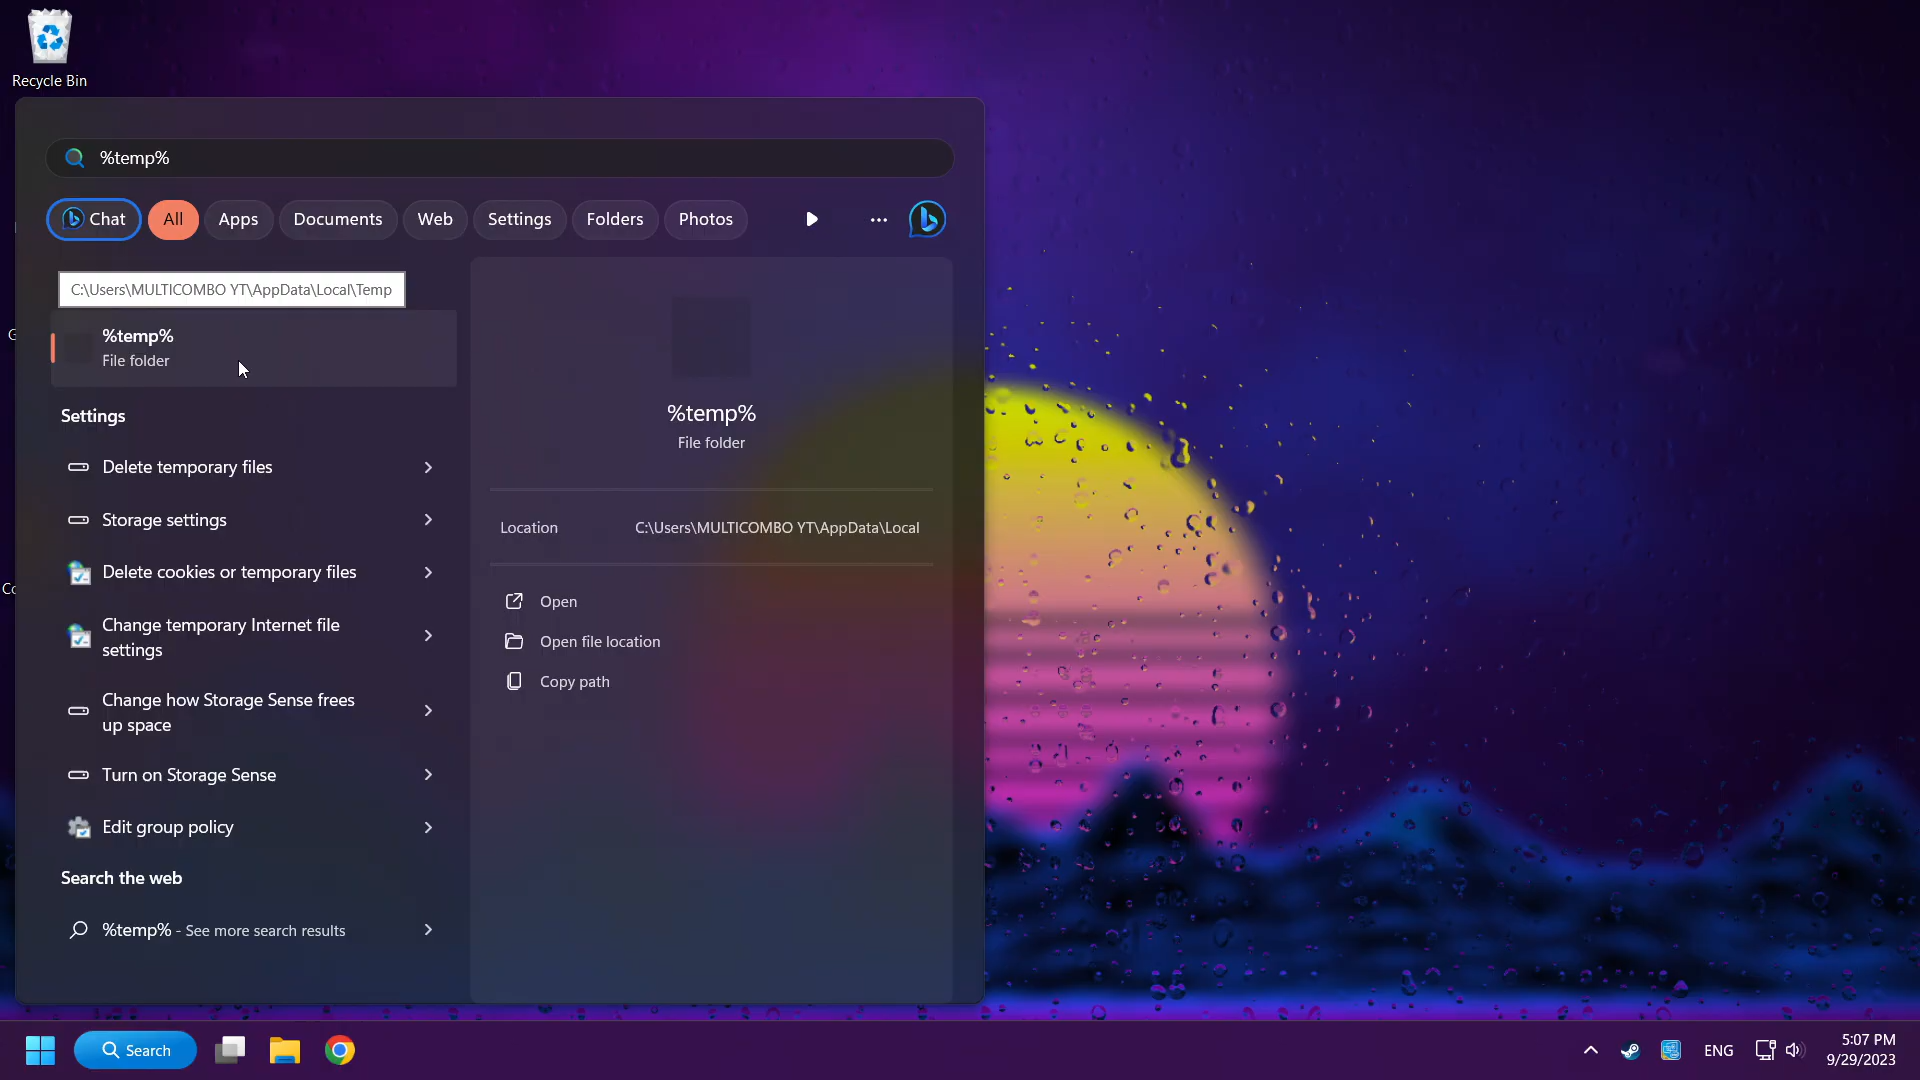 Recycle Bin
%temp%
Chat
All
Apps
Documents
Web
Settings
Folders
Photos
C:\Users\MULTICOMBO YT\AppData\Local\Temp
%temp%
File folder
Settings
Delete temporary files
Storage settings
Delete cookies or temporary files
Change temporary Internet file
settings
Change how Storage Sense frees
up space
Turn on Storage Sense
Edit group policy
Search the web
%temp% - See more search results
%temp%
File folder
Location C:\Users\MULTICOMBO YT\AppData\Local
Open
Open file location
Copy path
Search
ENG
5:07 PM
9/29/2023